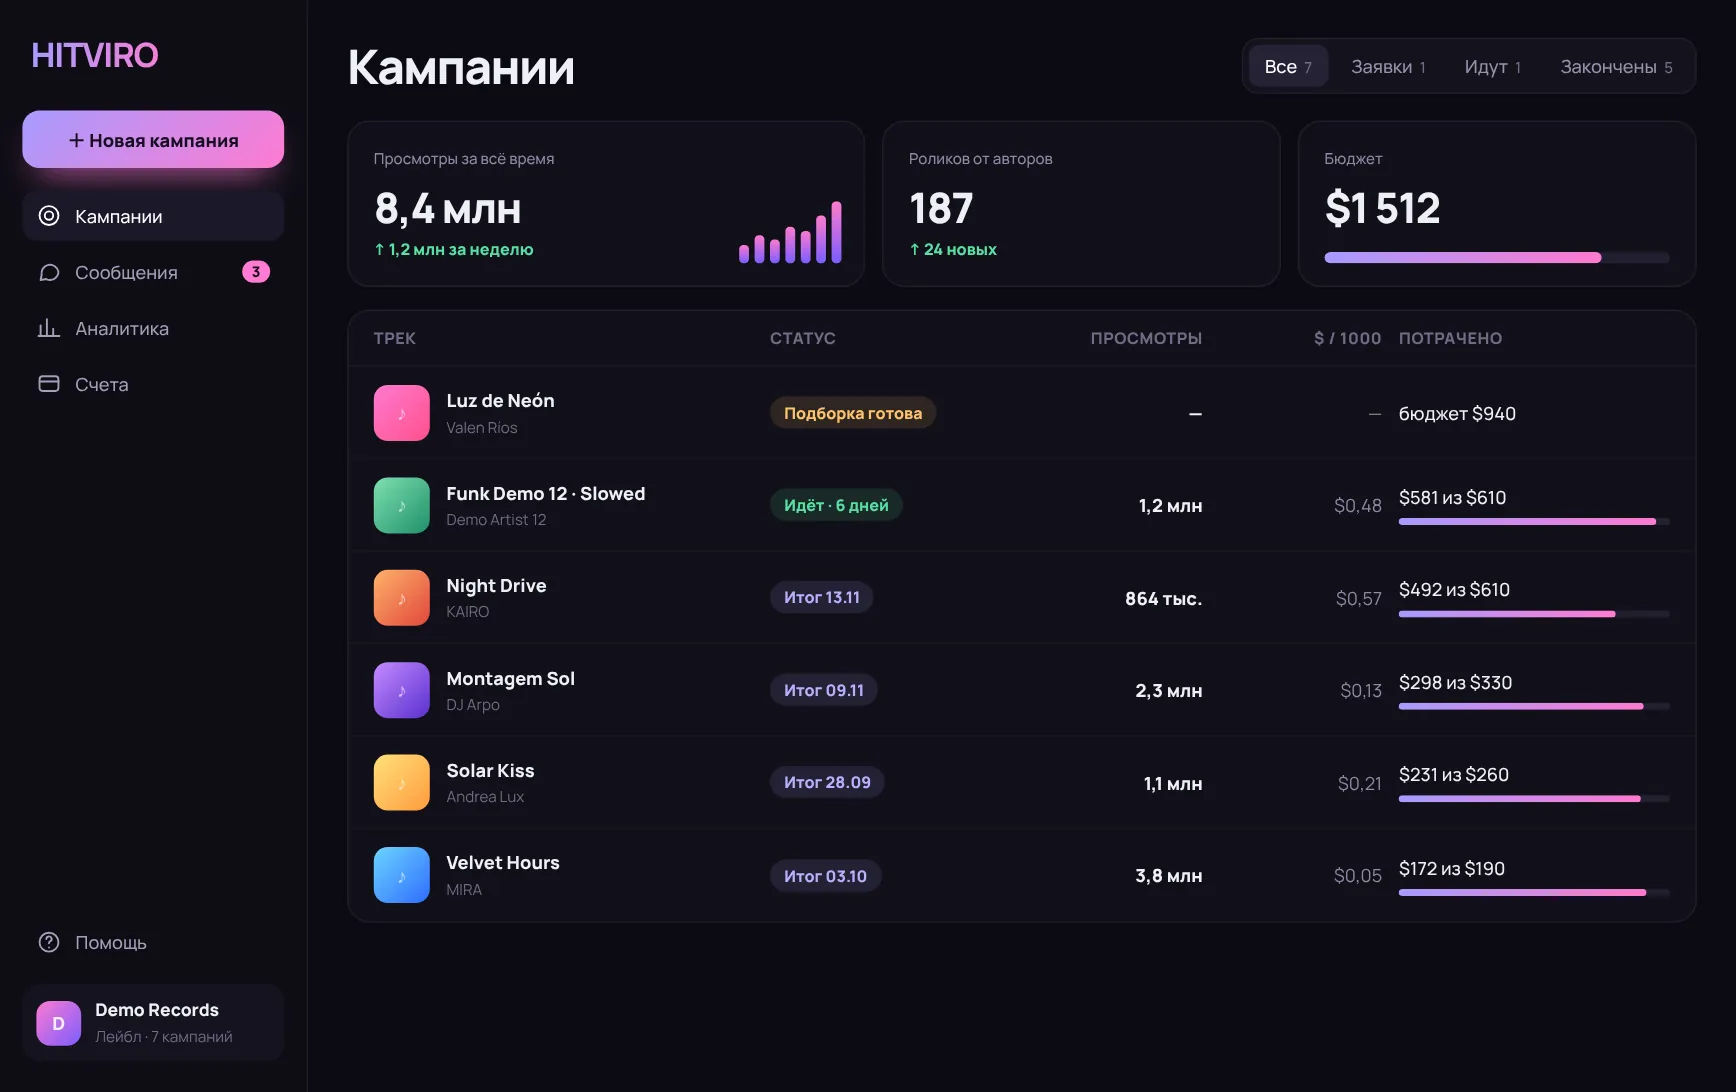 HITVIRO
+ Новая кампания
Кампании
Сообщения 3
Аналитика
Счета
Помощь
D
Demo Records
Лейбл · 7 кампаний
Кампании
Все 7 Заявки 1 Идут 1 Закончены 5
Просмотры за всё время
8,4 млн
↑ 1,2 млн за неделю
Роликов от авторов
187
↑ 24 новых
Бюджет
$1 512
ТРЕК СТАТУС ПРОСМОТРЫ $ / 1000 ПОТРАЧЕНО
Luz de Neón
Valen Ríos
Подборка готова — — бюджет $940
Funk Demo 12 · Slowed
Demo Artist 12
Идёт · 6 дней 1,2 млн $0,48 $581 из $610
Night Drive
KAIRO
Итог 13.11 864 тыс. $0,57 $492 из $610
Montagem Sol
DJ Arpo
Итог 09.11 2,3 млн $0,13 $298 из $330
Solar Kiss
Andrea Lux
Итог 28.09 1,1 млн $0,21 $231 из $260
Velvet Hours
MIRA
Итог 03.10 3,8 млн $0,05 $172 из $190